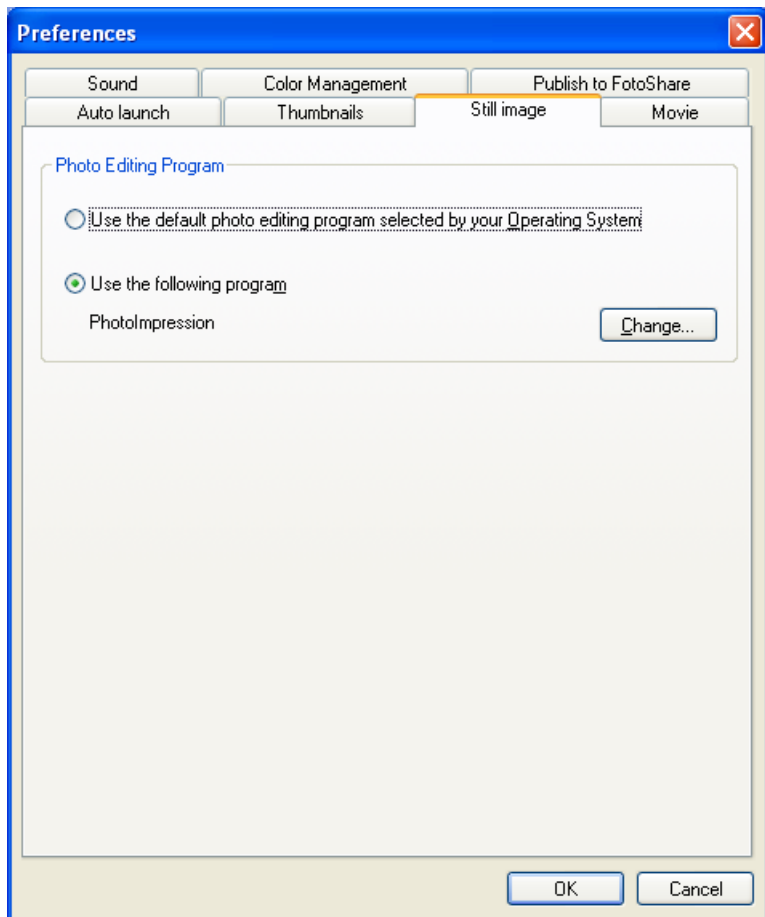 Preferences
Sound Color Management Publish to FotoShare
Auto launch Thumbnails Still image Movie
Photo Editing Program
Use the default photo editing program selected by your Operating System
Use the following program
PhotoImpression Change...
OK Cancel